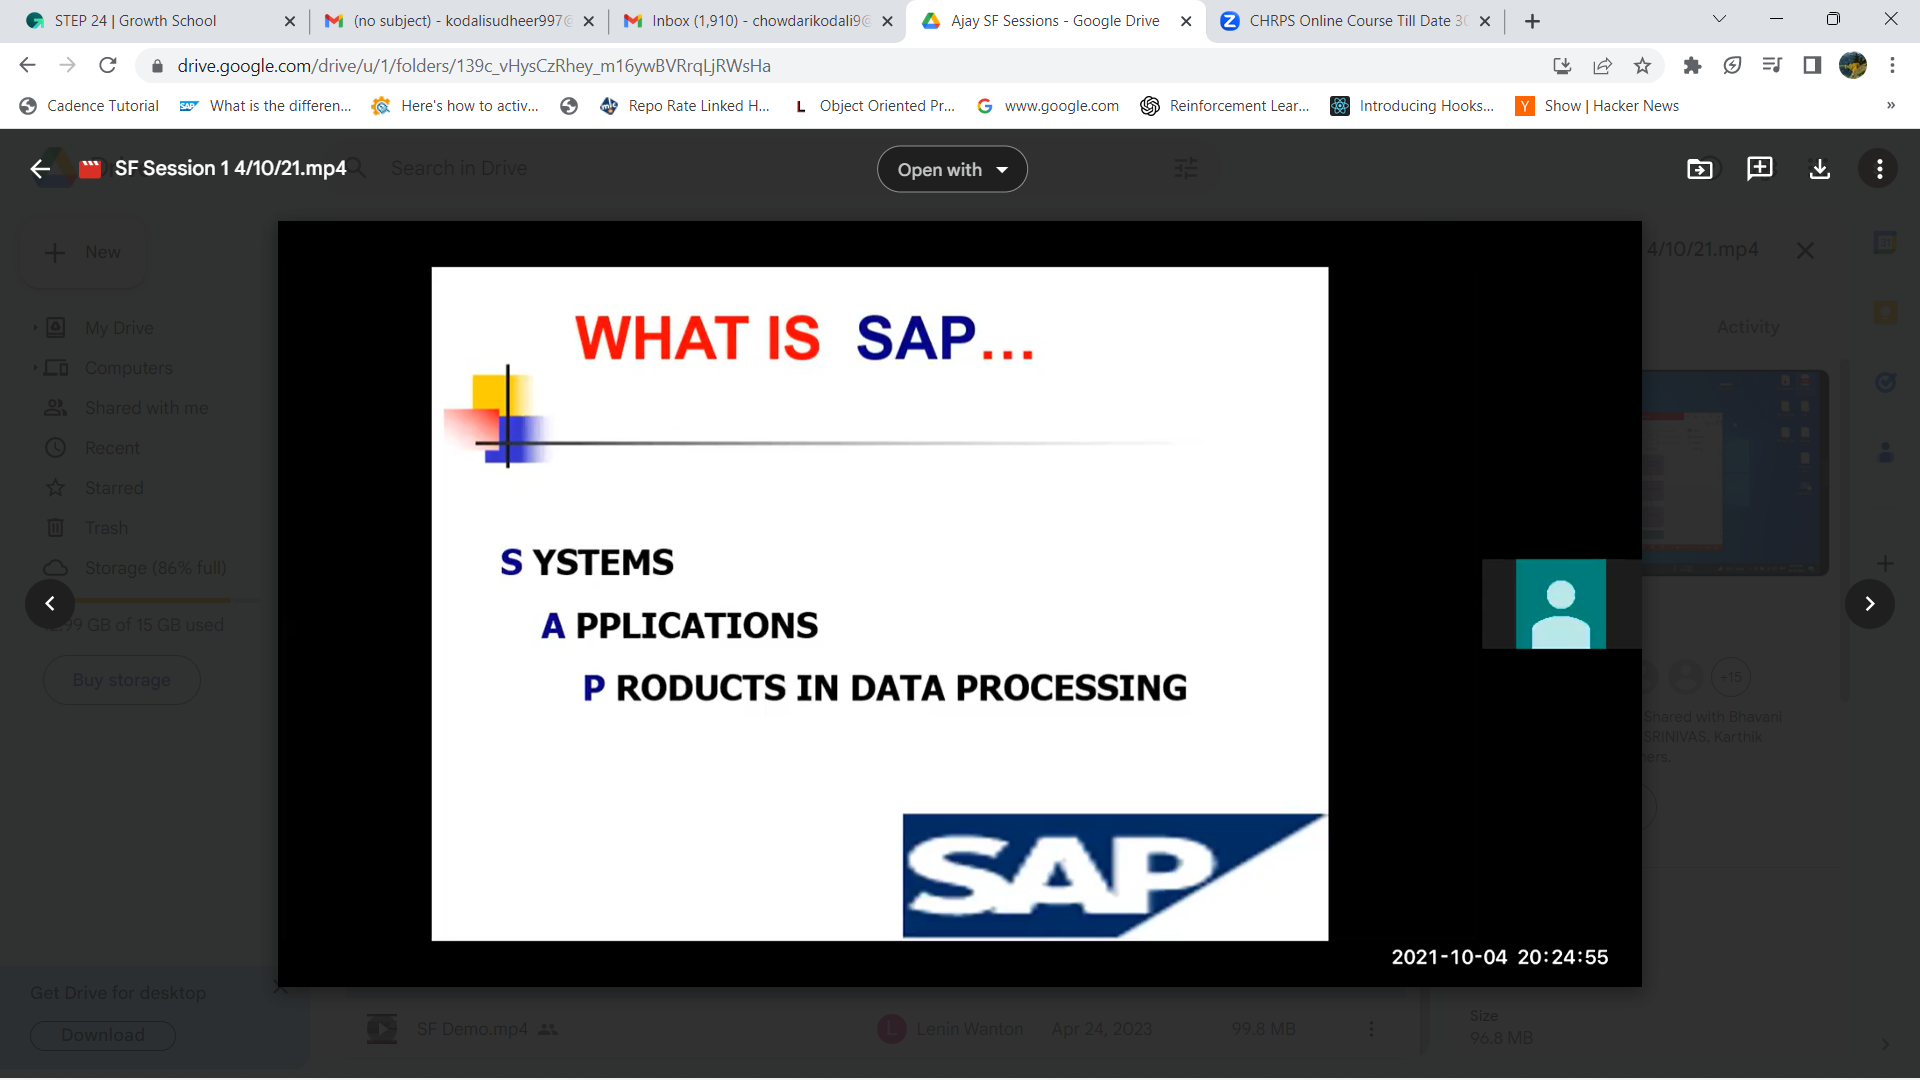 STEP 24 | Growth School
(no subject) - kodalisudheer997@
Inbox (1,910) - chowdarikodali9@
Ajay SF Sessions - Google Drive
CHRPS Online Course Till Date 30
drive.google.com/drive/u/1/folders/139c_vHysCzRhey_m16ywBVRrqLjRWsHa
Cadence Tutorial
What is the differen...
Here's how to activ...
Repo Rate Linked H...
Object Oriented Pr...
www.google.com
Reinforcement Lear...
Introducing Hooks...
Show | Hacker News
SF Session 1 4/10/21.mp4
Search in Drive
Open with
New
4/10/21.mp4
My Drive
Activity
Computers
Shared with me
Recent
Starred
Trash
Storage (86% full)
99 GB of 15 GB used
Buy storage
WHAT IS SAP...
S YSTEMS
A PPLICATIONS
P RODUCTS IN DATA PROCESSING
SAP
2021-10-04 20:24:55
+15
Shared with Bhavani
SRINIVAS, Karthik
Get Drive for desktop
Download
SF Demo.mp4
Lenin Wanton
Apr 24, 2023
99.8 MB
Size
96.8 MB